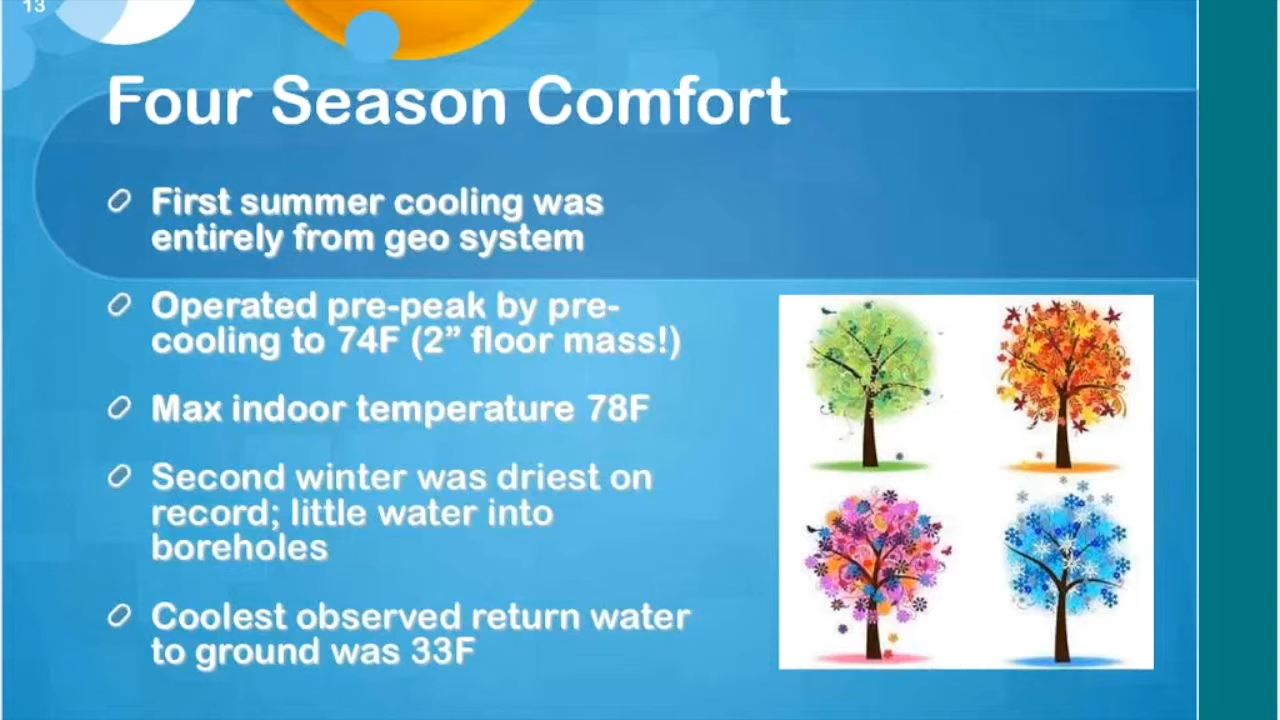 13
Four Season Comfort
First summer cooling was
entirely from geo system
Operated pre-peak by pre-
cooling to 74F (2” floor mass!)
Max indoor temperature 78F
Second winter was driest on
record; little water into
boreholes
Coolest observed return water
to ground was 33F